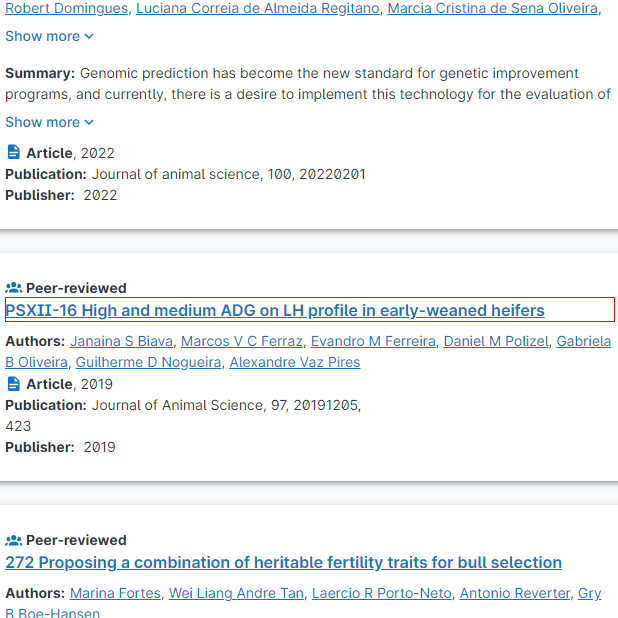 Robert Domingues, Luciana Correia de Almeida Regitano, Marcia Cristina de Sena Oliveira,
Show more
Summary: Genomic prediction has become the new standard for genetic improvement
programs, and currently, there is a desire to implement this technology for the evaluation of
Show more
Article, 2022
Publication: Journal of animal science, 100, 20220201
Publisher: 2022
Peer-reviewed
PSXII-16 High and medium ADG on LH profile in early-weaned heifers
Authors: Janaina S Biava, Marcos V C Ferraz, Evandro M Ferreira, Daniel M Polizel, Gabriela
B Oliveira, Guilherme D Nogueira, Alexandre Vaz Pires
Article, 2019
Publication: Journal of Animal Science, 97, 20191205,
423
Publisher: 2019
Peer-reviewed
272 Proposing a combination of heritable fertility traits for bull selection
Authors: Marina Fortes, Wei Liang Andre Tan, Laercio R Porto-Neto, Antonio Reverter, Gry
B Boe-Hansen